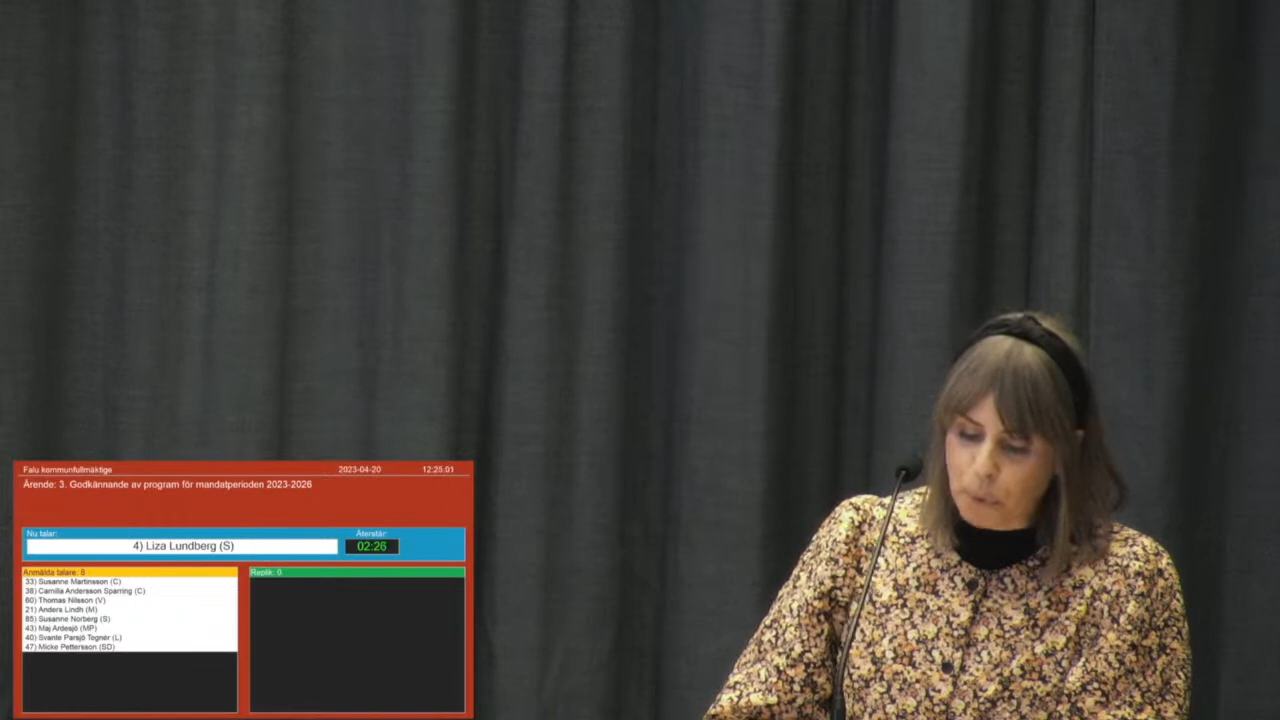 Falu kommunfullmäktige 2023-04-20 12:25:01
Ärende: 3. Godkännande av program för mandatperioden 2023-2026
Nu talar: Återstår:
4) Liza Lundberg (S) 02:26
Anmälda talare: 8 Replik: 0
33) Susanne Martinsson (C)
38) Camilla Andersson Sparring (C)
60) Thomas Nilsson (V)
21) Anders Lindh (M)
85) Susanne Norberg (S)
43) Maj Ardesjö (MP)
40) Svante Parsjö Tegnér (L)
47) Micke Pettersson (SD)